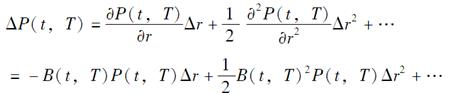 ΔP(t, T) = ∂P(t, T)/∂r Δr + 1/2 ∂²P(t, T)/∂r² Δr² + ⋯
= −B(t, T)P(t, T)Δr + 1/2 B(t, T)²P(t, T)Δr² + ⋯